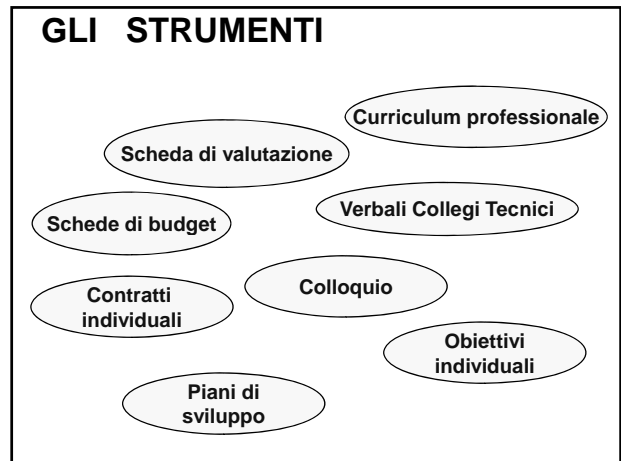 GLI STRUMENTI
Curriculum professionale
Scheda di valutazione
Verbali Collegi Tecnici
Schede di budget
Colloquio
Contratti
individuali
Obiettivi
individuali
Piani di
sviluppo